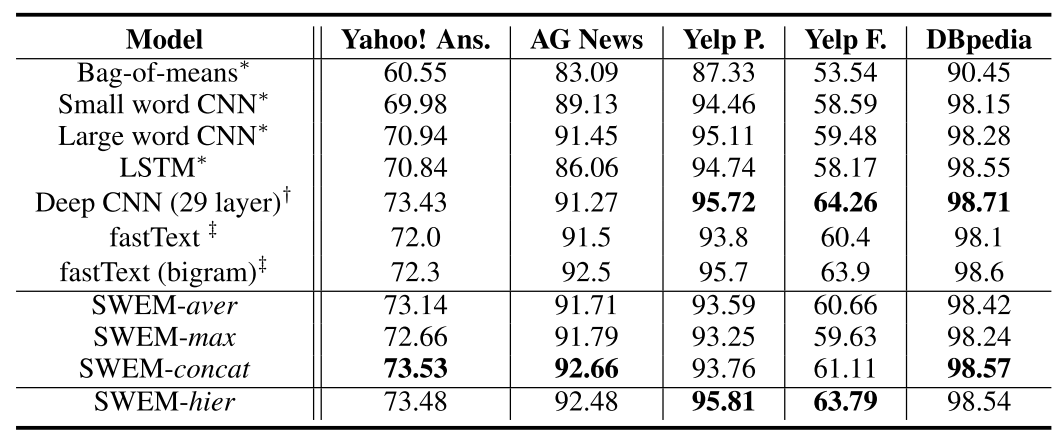 Model Yahoo! Ans. AG News Yelp P. Yelp F. DBpedia
Bag-of-means* 60.55 83.09 87.33 53.54 90.45
Small word CNN* 69.98 89.13 94.46 58.59 98.15
Large word CNN* 70.94 91.45 95.11 59.48 98.28
LSTM* 70.84 86.06 94.74 58.17 98.55
Deep CNN (29 layer)† 73.43 91.27 95.72 64.26 98.71
fastText ‡ 72.0 91.5 93.8 60.4 98.1
fastText (bigram)‡ 72.3 92.5 95.7 63.9 98.6
SWEM-aver 73.14 91.71 93.59 60.66 98.42
SWEM-max 72.66 91.79 93.25 59.63 98.24
SWEM-concat 73.53 92.66 93.76 61.11 98.57
SWEM-hier 73.48 92.48 95.81 63.79 98.54